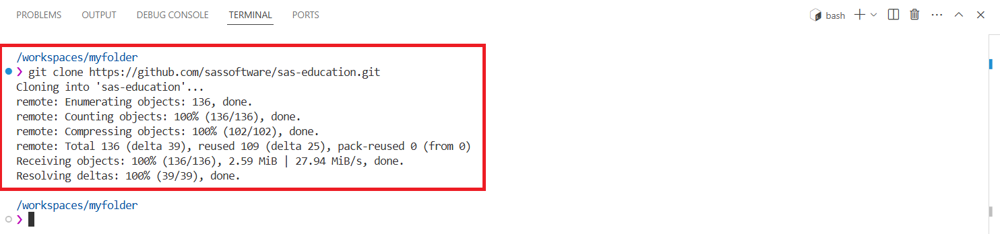 PROBLEMS OUTPUT DEBUG CONSOLE TERMINAL PORTS bash
/workspaces/myfolder
❯ git clone https://github.com/sassoftware/sas-education.git
Cloning into 'sas-education'...
remote: Enumerating objects: 136, done.
remote: Counting objects: 100% (136/136), done.
remote: Compressing objects: 100% (102/102), done.
remote: Total 136 (delta 39), reused 109 (delta 25), pack-reused 0 (from 0)
Receiving objects: 100% (136/136), 2.59 MiB | 27.94 MiB/s, done.
Resolving deltas: 100% (39/39), done.
/workspaces/myfolder
❯